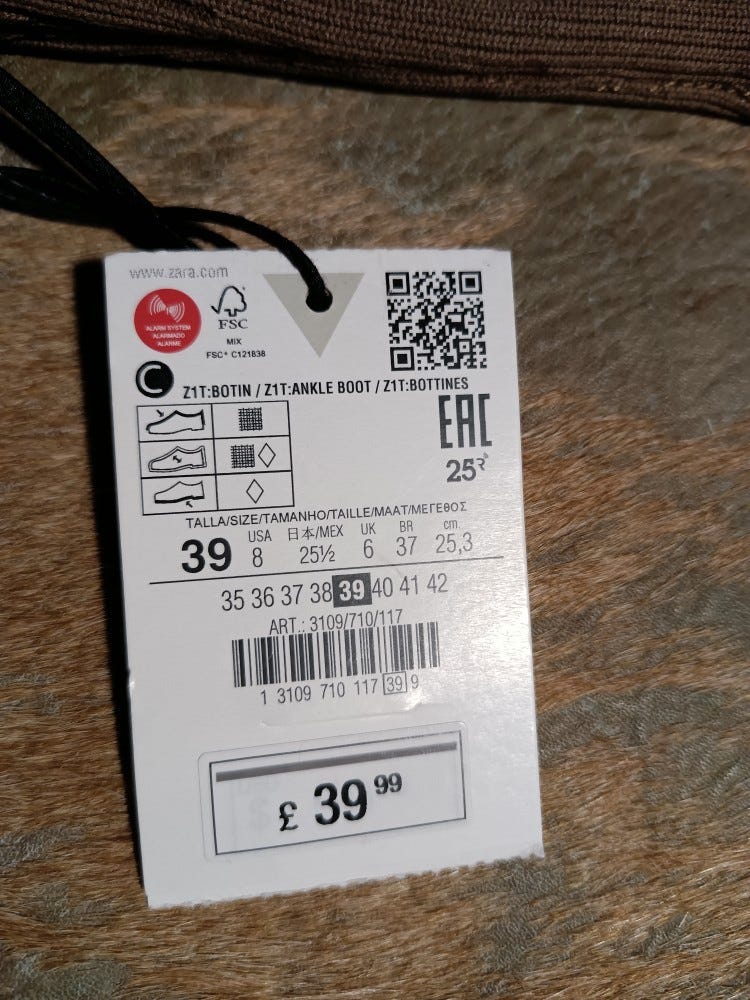 www.zara.com
ALARM SYSTEM
ALARMADO
ALARME
FSC
MIX
FSC® C121838
C
Z1T:BOTIN / Z1T:ANKLE BOOT / Z1T:BOTTINES
EAC
25
TALLA/SIZE/TAMANHO/TAILLE/MAAT/ΜΕΓΕΘΟΣ
USA 日本/MEX UK BR cm.
39 8 25½ 6 37 25,3
35 36 37 38 39 40 41 42
ART.: 3109/710/117
1 3109 710 117 39 9
£ 39 99